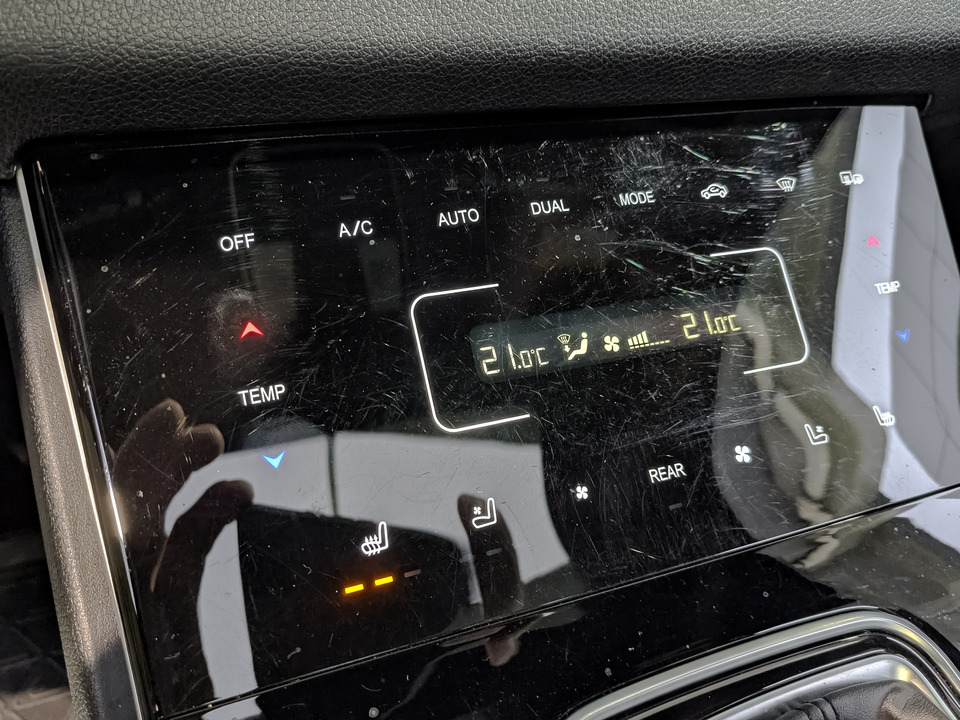 OFF A/C AUTO DUAL MODE
TEMP
21.0°C 21.0°C
TEMP
REAR